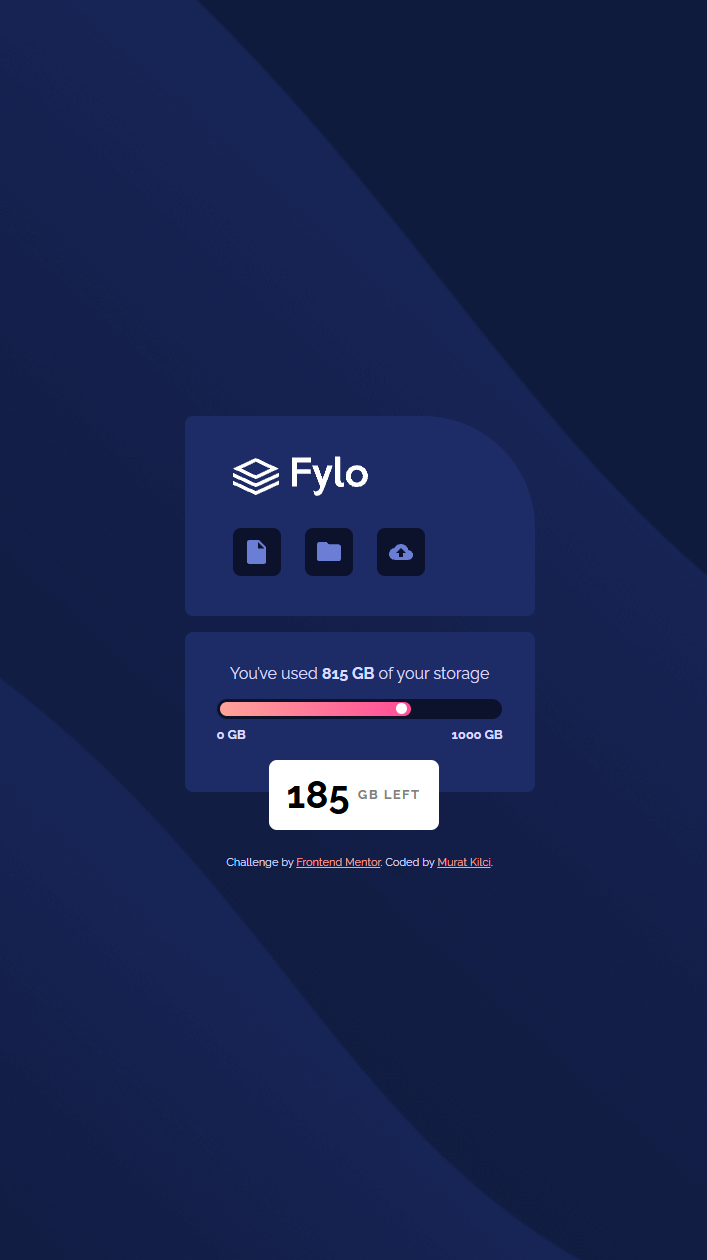 Fylo
You've used 815 GB of your storage
0 GB 1000 GB
185 GB LEFT
Challenge by Frontend Mentor. Coded by Murat Kilci.